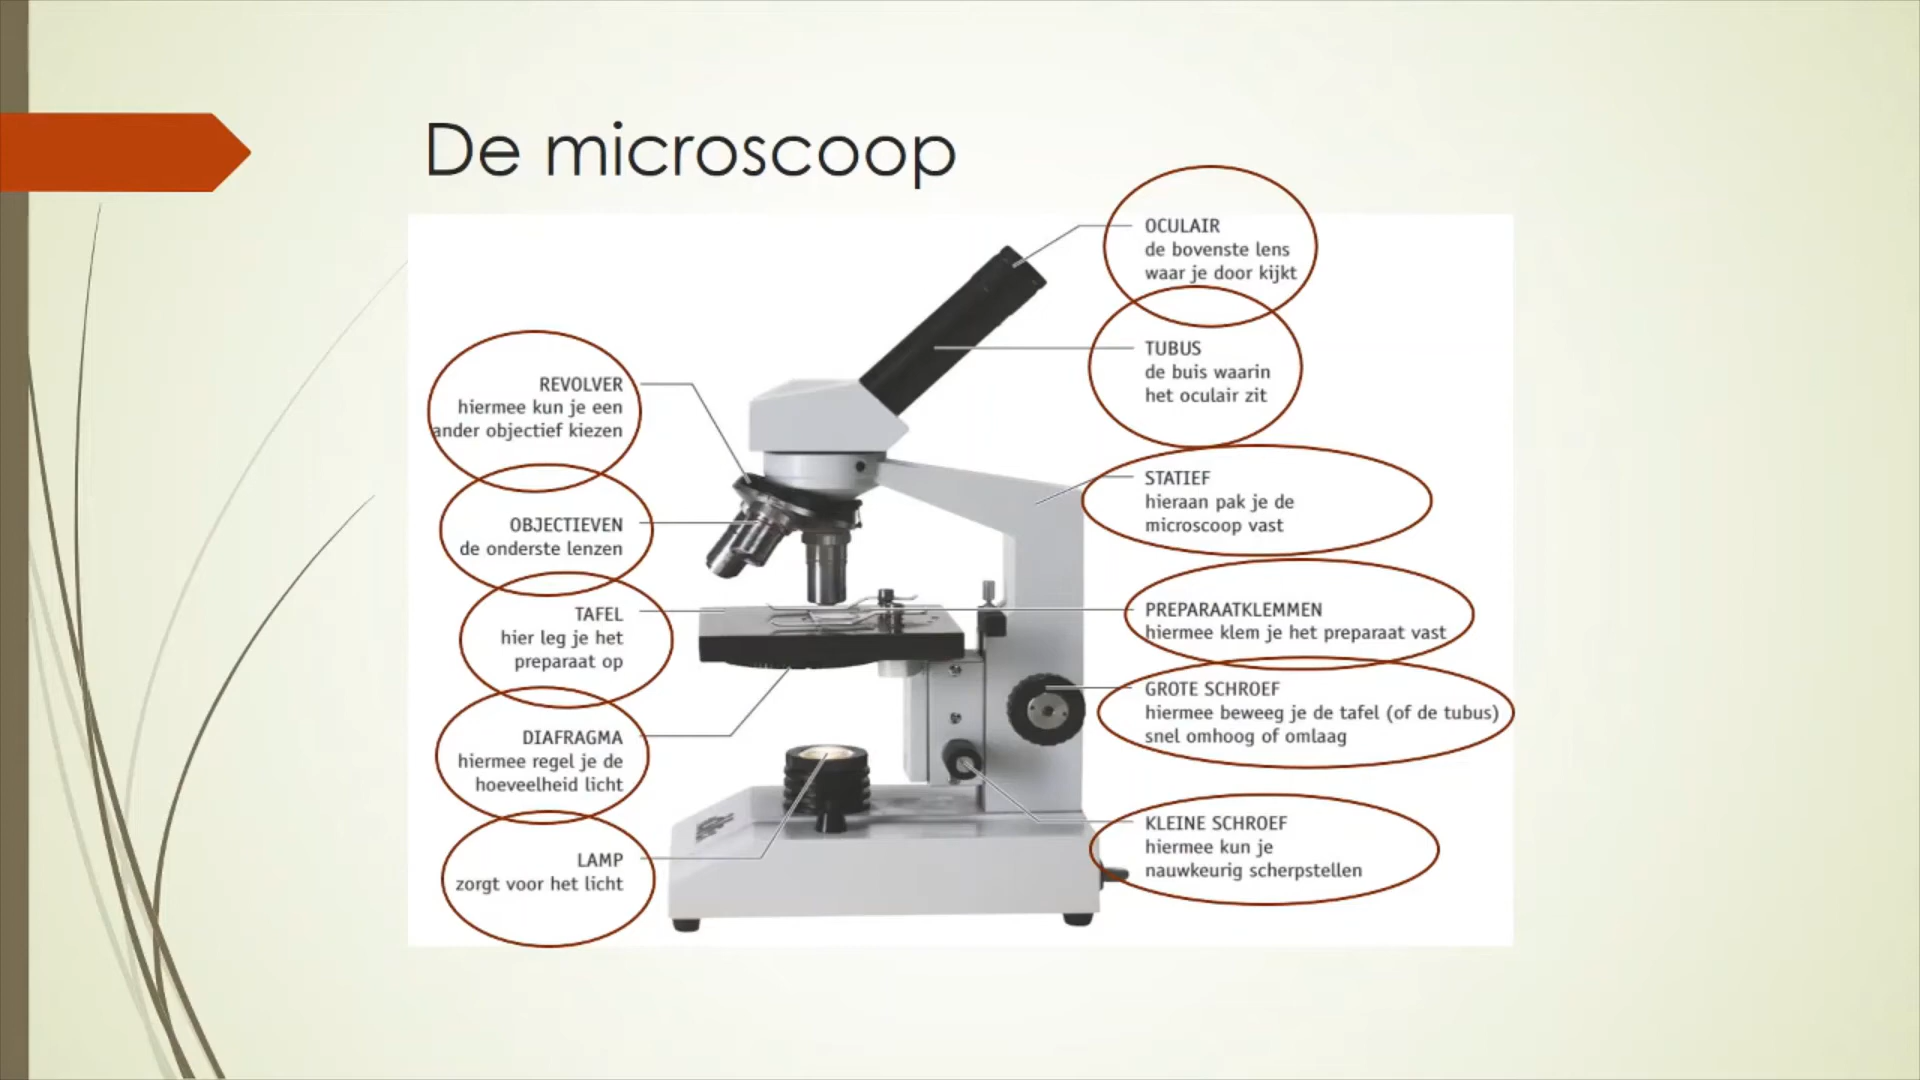 De microscoop
OCULAIR
de bovenste lens
waar je door kijkt
TUBUS
de buis waarin
het oculair zit
REVOLVER
hiermee kun je een
ander objectief kiezen
STATIEF
hieraan pak je de
microscoop vast
OBJECTIEVEN
de onderste lenzen
TAFEL
hier leg je het
preparaat op
PREPARAATKLEMMEN
hiermee klem je het preparaat vast
GROTE SCHROEF
hiermee beweeg je de tafel (of de tubus)
snel omhoog of omlaag
DIAFRAGMA
hiermee regel je de
hoeveelheid licht
KLEINE SCHROEF
hiermee kun je
nauwkeurig scherpstellen
LAMP
zorgt voor het licht